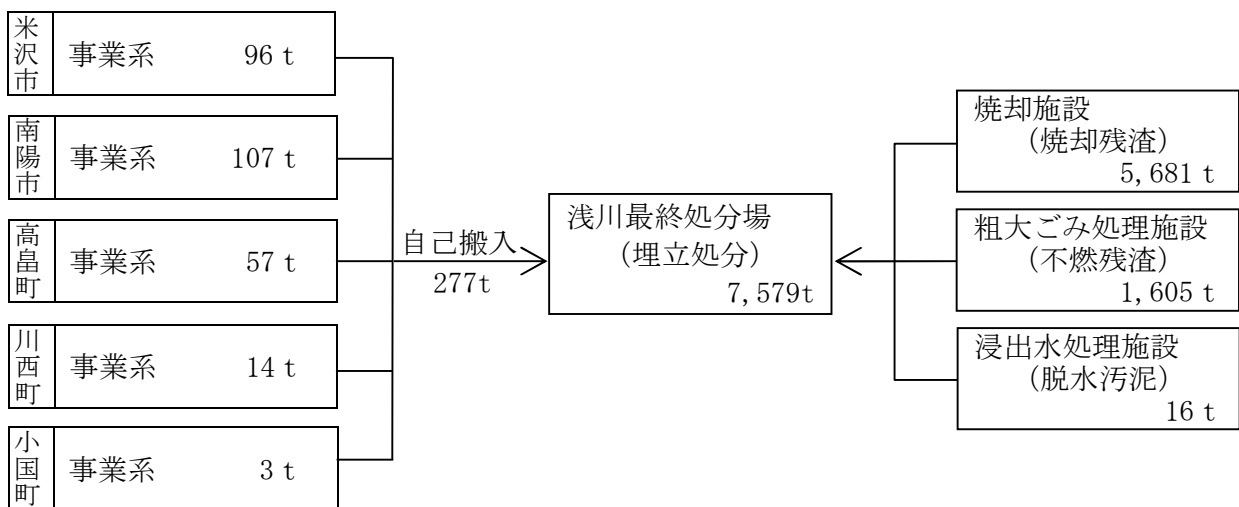 米沢市
事業系 96 t
南陽市
事業系 107 t
高畠町
事業系 57 t
川西町
事業系 14 t
小国町
事業系 3 t
自己搬入
277t
浅川最終処分場
(埋立処分)
7,579t
焼却施設
(焼却残渣)
5,681 t
粗大ごみ処理施設
(不燃残渣)
1,605 t
浸出水処理施設
(脱水汚泥)
16 t